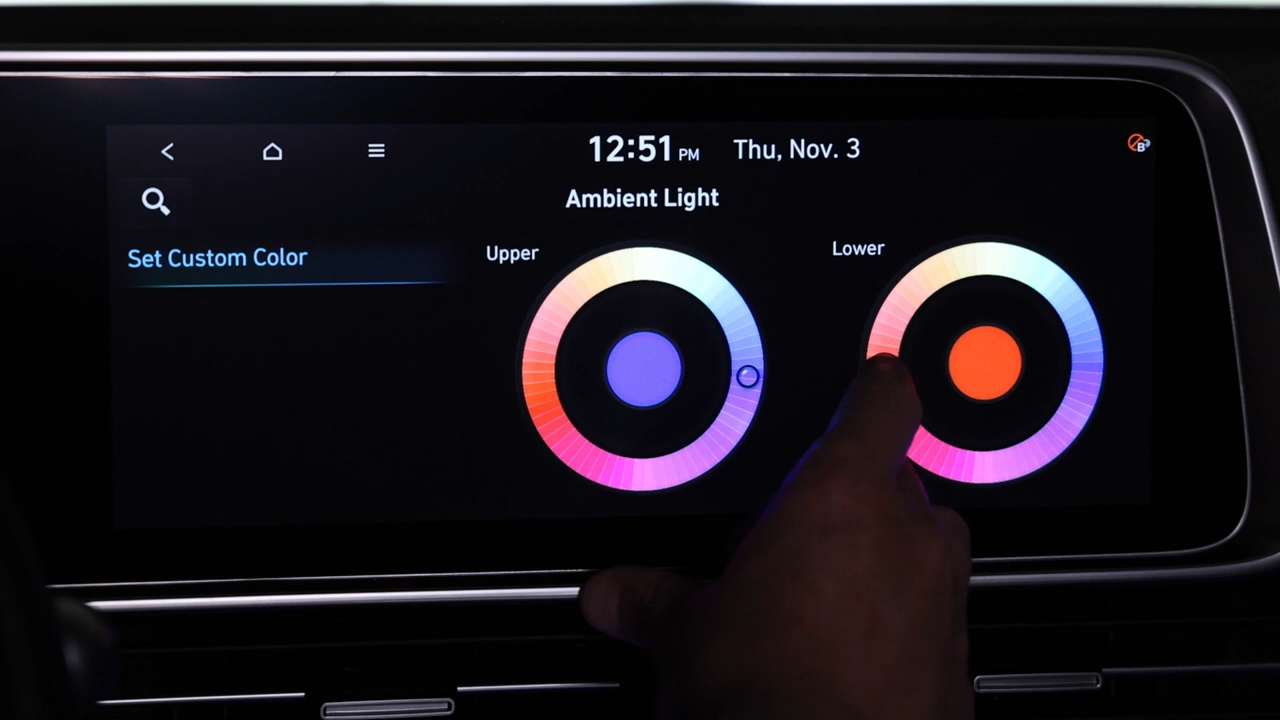 12:51 PM Thu, Nov. 3
Ambient Light
Set Custom Color
Upper
Lower